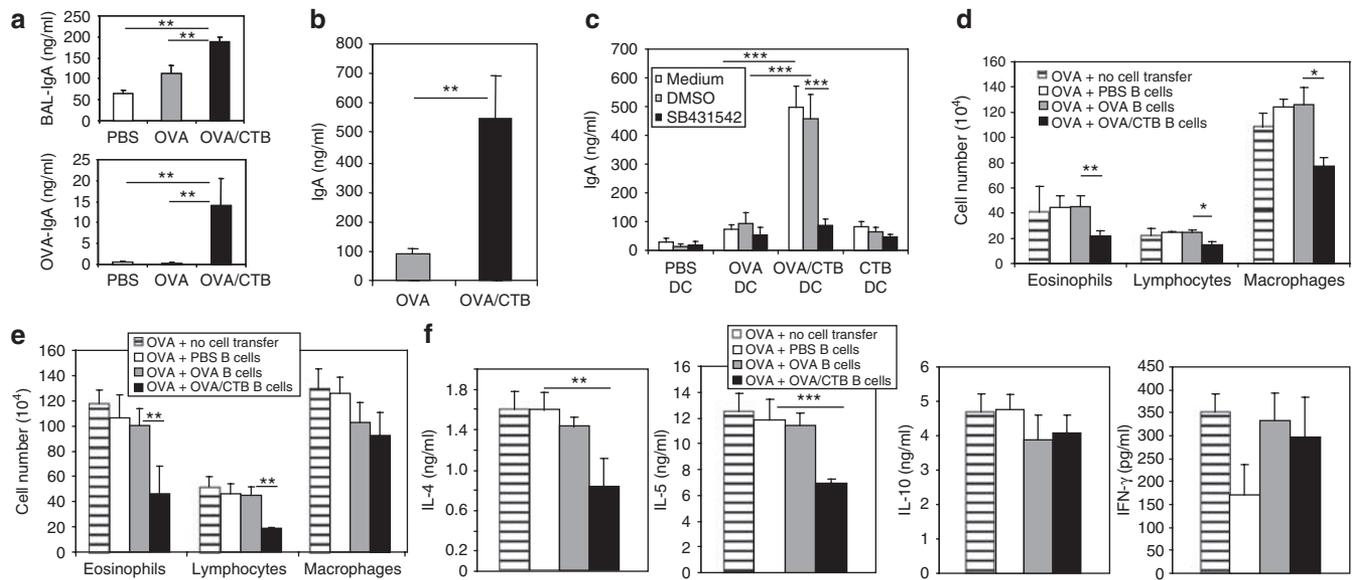 a
BAL-IgA (ng/ml)
250
200
150
100
50
0
**
**
PBS OVA OVA/CTB
OVA-IgA (ng/ml)
25
20
15
10
5
0
**
**
PBS OVA OVA/CTB
b
IgA (ng/ml)
800
700
600
500
400
300
200
100
0
**
OVA OVA/CTB
c
IgA (ng/ml)
700
600
500
400
300
200
100
0
Medium
DMSO
SB431542
***
***
***
PBS OVA OVA/CTB CTB
DC DC DC DC
d
Cell number (10⁴)
160
140
120
100
80
60
40
20
0
OVA + no cell transfer
OVA + PBS B cells
OVA + OVA B cells
OVA + OVA/CTB B cells
**
*
*
Eosinophils Lymphocytes Macrophages
e
Cell number (10⁴)
160
140
120
100
80
60
40
20
0
OVA + no cell transfer
OVA + PBS B cells
OVA + OVA B cells
OVA + OVA/CTB B cells
**
**
Eosinophils Lymphocytes Macrophages
f
IL-4 (ng/ml)
1.8
1.6
1.0
0.6
0.2
0
**
OVA + no cell transfer
OVA + PBS B cells
OVA + OVA B cells
OVA + OVA/CTB B cells
IL-5 (ng/ml)
16
14
12
10
8
6
4
2
0
***
IL-10 (ng/ml)
6
5
4
3
2
1
0
IFN-γ (pg/ml)
450
400
350
300
250
200
150
100
50
0